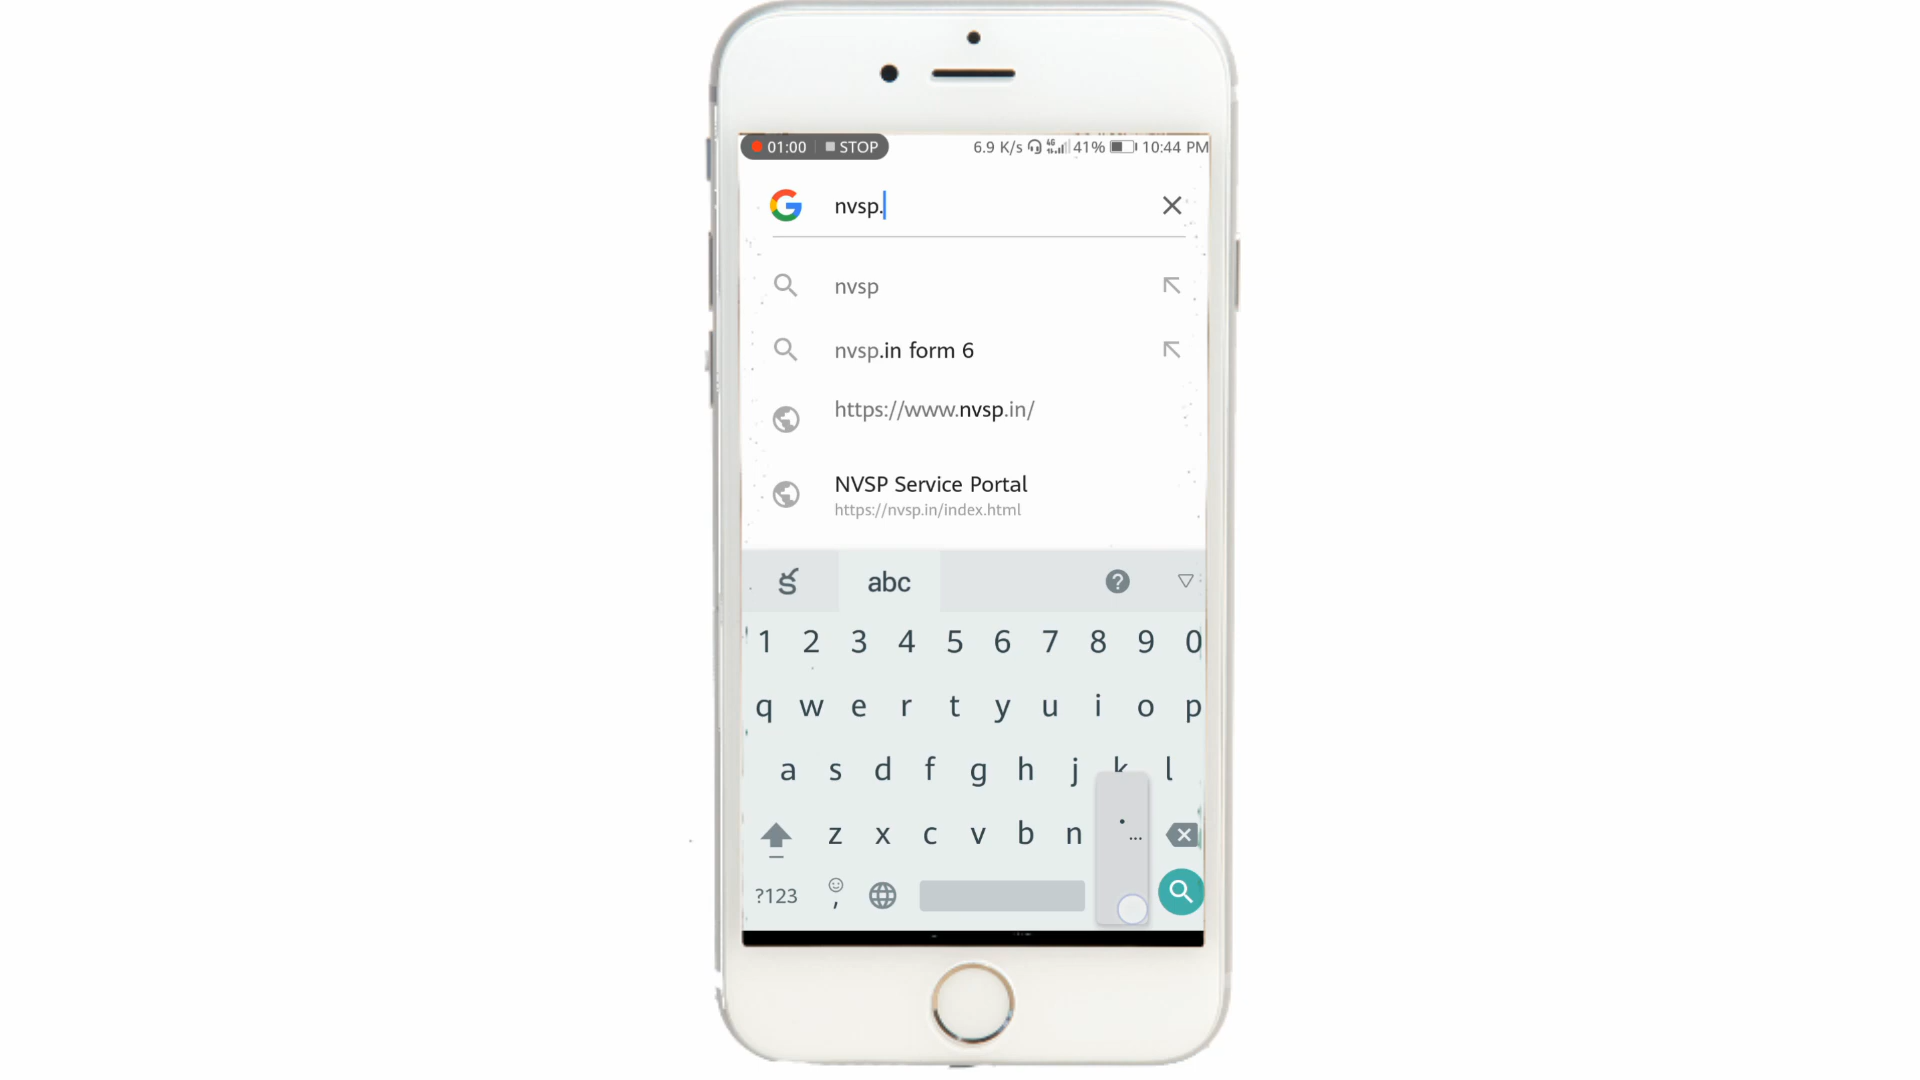 01:00 STOP 6.9 K/s 4G 41% 10:44 PM
nvsp.
nvsp
nvsp.in form 6
https://www.nvsp.in/
NVSP Service Portal
https://nvsp.in/index.html
క abc ?
1 2 3 4 5 6 7 8 9 0
q w e r t y u i o p
a s d f g h j k l
z x c v b n . ...
?123 ,